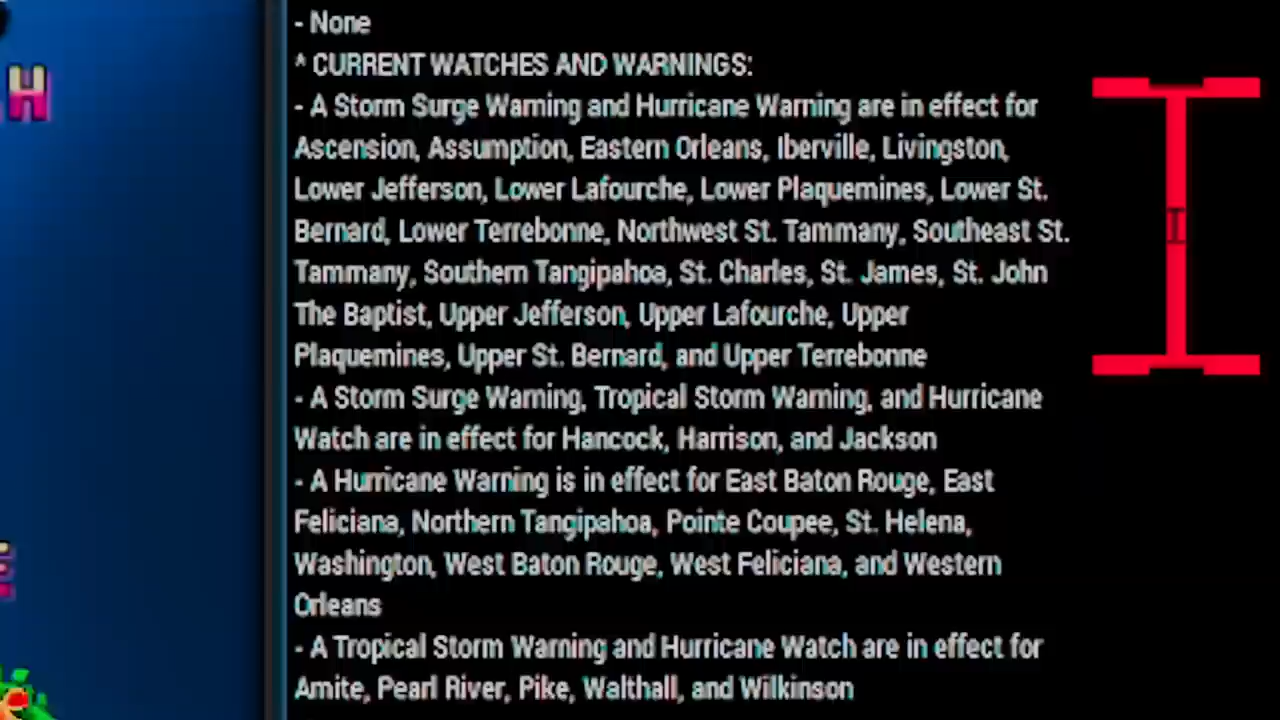 - None
* CURRENT WATCHES AND WARNINGS:
- A Storm Surge Warning and Hurricane Warning are in effect for
Ascension, Assumption, Eastern Orleans, Iberville, Livingston,
Lower Jefferson, Lower Lafourche, Lower Plaquemines, Lower St.
Bernard, Lower Terrebonne, Northwest St. Tammany, Southeast St.
Tammany, Southern Tangipahoa, St. Charles, St. James, St. John
The Baptist, Upper Jefferson, Upper Lafourche, Upper
Plaquemines, Upper St. Bernard, and Upper Terrebonne
- A Storm Surge Warning, Tropical Storm Warning, and Hurricane
Watch are in effect for Hancock, Harrison, and Jackson
- A Hurricane Warning is in effect for East Baton Rouge, East
Feliciana, Northern Tangipahoa, Pointe Coupee, St. Helena,
Washington, West Baton Rouge, West Feliciana, and Western
Orleans
- A Tropical Storm Warning and Hurricane Watch are in effect for
Amite, Pearl River, Pike, Walthall, and Wilkinson
H
E